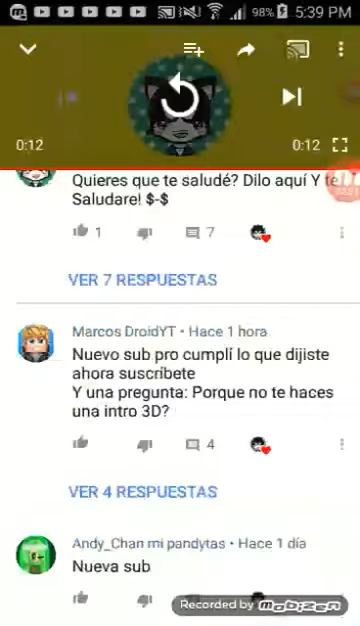 98% 5:39 PM
0:12 0:12
Quieres que te saludé? Dilo aquí Y te
Saludare! $-$
1 7
VER 7 RESPUESTAS
Marcos DroidYT • Hace 1 hora
Nuevo sub pro cumplí lo que dijiste
ahora suscríbete
Y una pregunta: Porque no te haces
una intro 3D?
4
VER 4 RESPUESTAS
Andy_Chan mi pandytas • Hace 1 día
Nueva sub
Recorded by mobizen